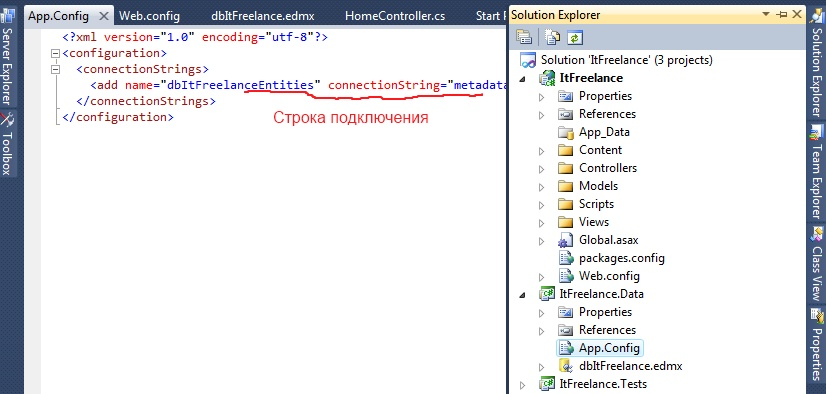 Server Explorer
Toolbox
App.Config
Web.config
dbItFreelance.edmx
HomeController.cs
Start P
<?xml version="1.0" encoding="utf-8"?>
<configuration>
<connectionStrings>
<add name="dbItFreelanceEntities" connectionString="metadata
</connectionStrings>
</configuration>
Строка подключения
Solution Explorer
Solution 'ItFreelance' (3 projects)
ItFreelance
Properties
References
App_Data
Content
Controllers
Models
Scripts
Views
Global.asax
packages.config
Web.config
ItFreelance.Data
Properties
References
App.Config
dbItFreelance.edmx
ItFreelance.Tests
Solution Explorer
Team Explorer
Class View
Properties